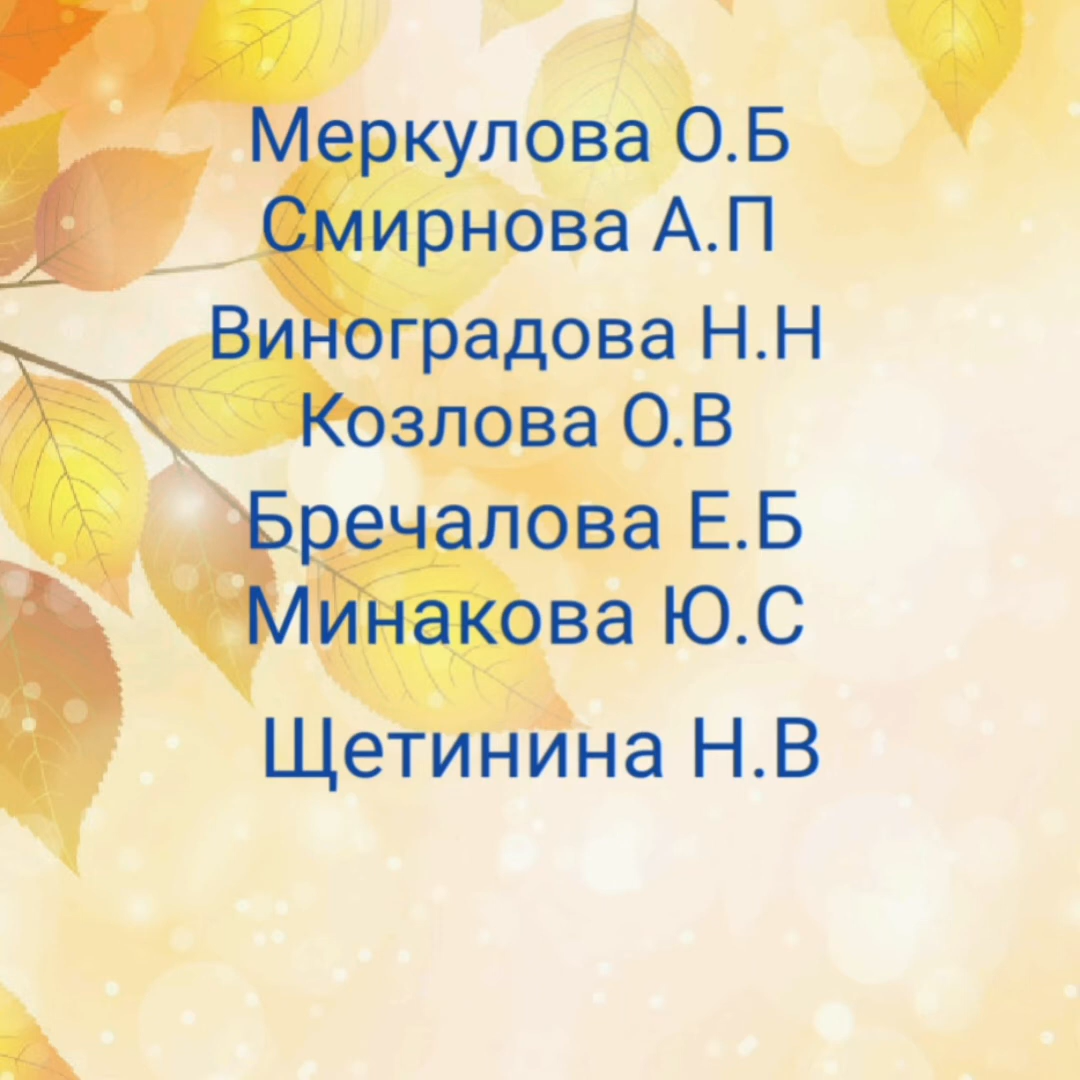 Меркулова О.Б
Смирнова А.П
Виноградова Н.Н
Козлова О.В
Бречалова Е.Б
Минакова Ю.С
Щетинина Н.В